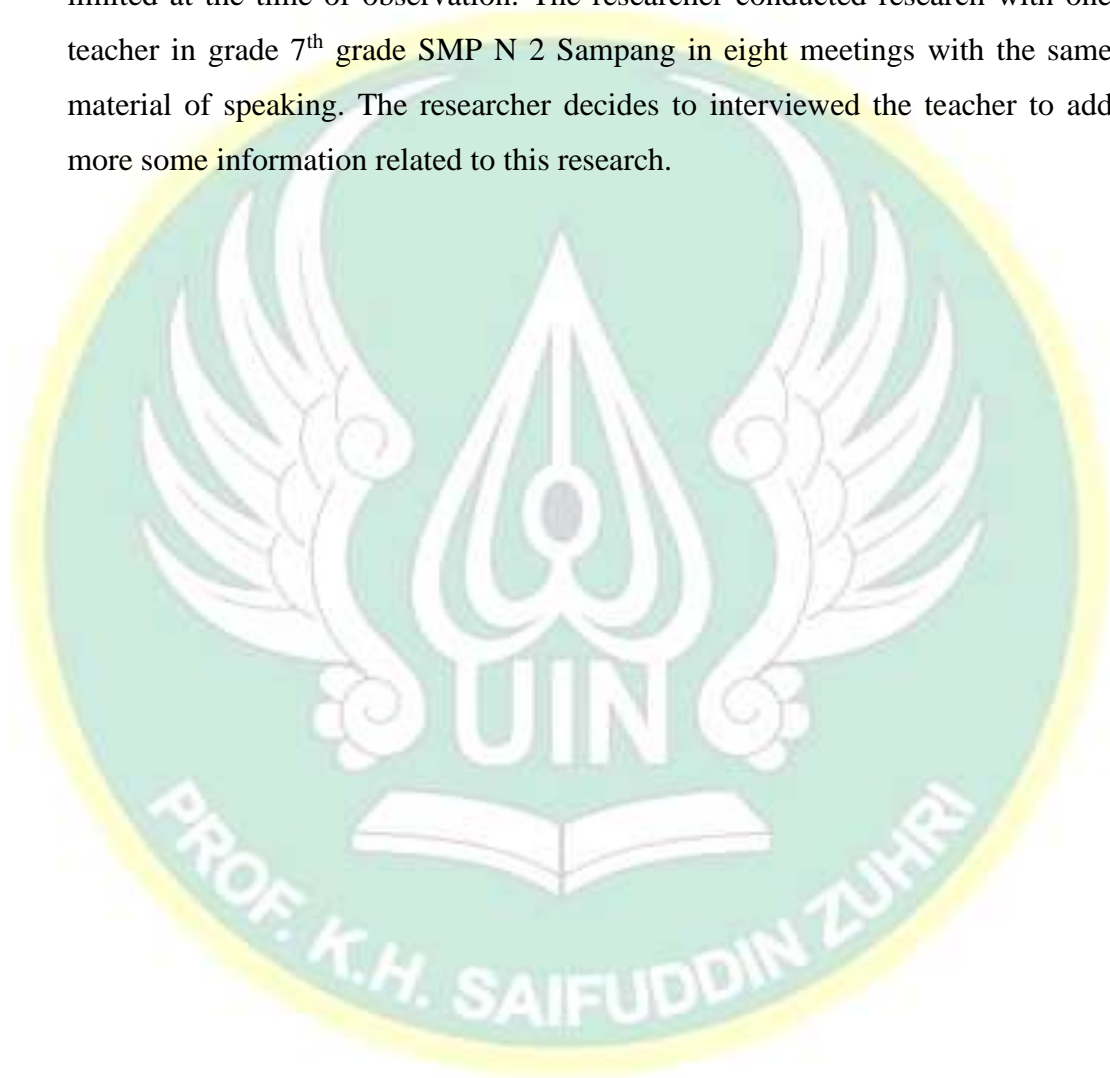 limited at the time of observation. The researcher conducted research with one
teacher in grade 7th grade SMP N 2 Sampang in eight meetings with the same
material of speaking. The researcher decides to interviewed the teacher to add
more some information related to this research.
UIN
PROF. K.H. SAIFUDDIN ZUHRI